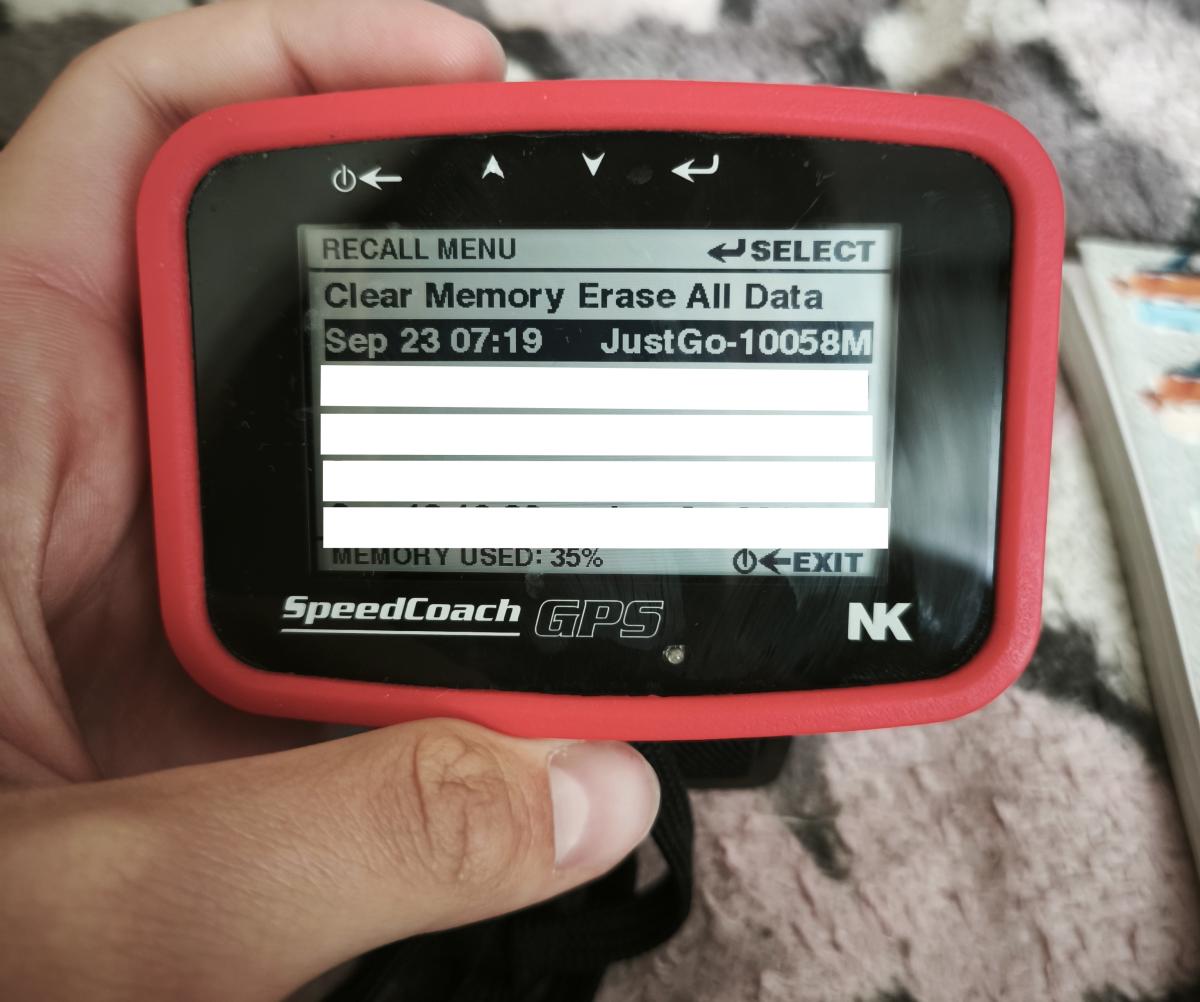 RECALL MENU SELECT
Clear Memory Erase All Data
Sep 23 07:19 JustGo-10058M
MEMORY USED: 35% EXIT
SpeedCoach GPS NK